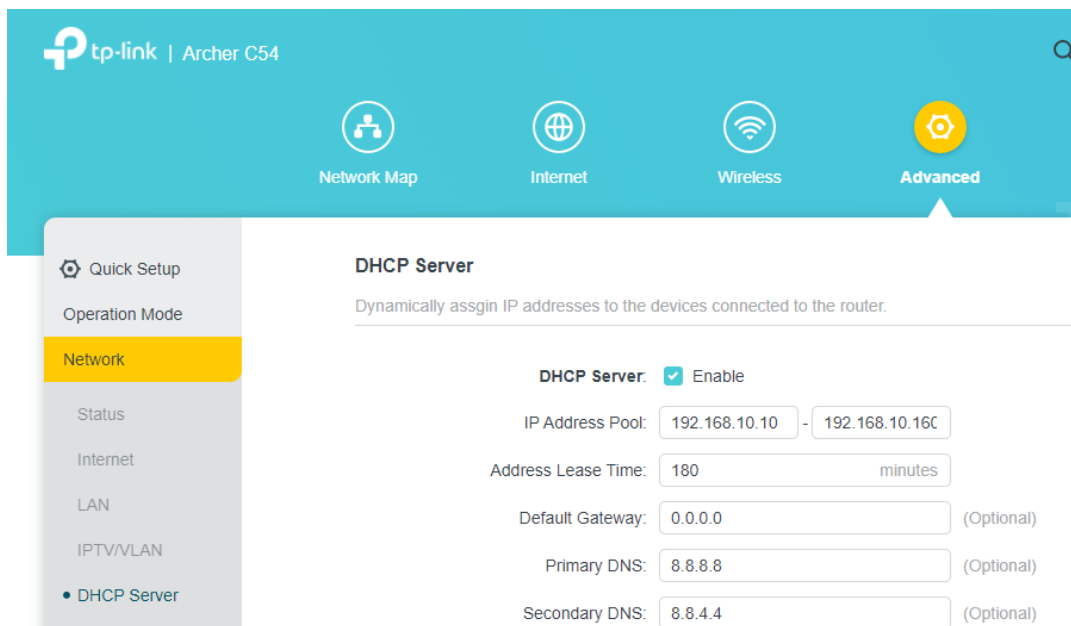 tp-link | Archer C54
Network Map
Internet
Wireless
Advanced
Quick Setup
Operation Mode
Network
Status
Internet
LAN
IPTV/VLAN
• DHCP Server
DHCP Server
Dynamically assgin IP addresses to the devices connected to the router.
DHCP Server: Enable
IP Address Pool: 192.168.10.10 - 192.168.10.160
Address Lease Time: 180 minutes
Default Gateway: 0.0.0.0 (Optional)
Primary DNS: 8.8.8.8 (Optional)
Secondary DNS: 8.8.4.4 (Optional)